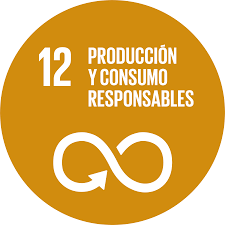 12 PRODUCCIÓN
Y CONSUMO
RESPONSABLES